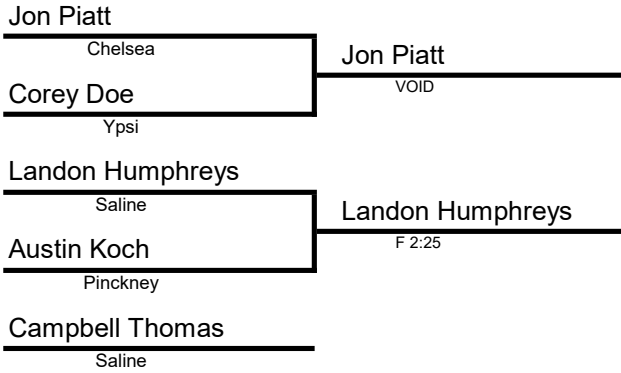 Jon Piatt
Chelsea
Jon Piatt
VOID
Corey Doe
Ypsi
Landon Humphreys
Saline
Landon Humphreys
F 2:25
Austin Koch
Pinckney
Campbell Thomas
Saline